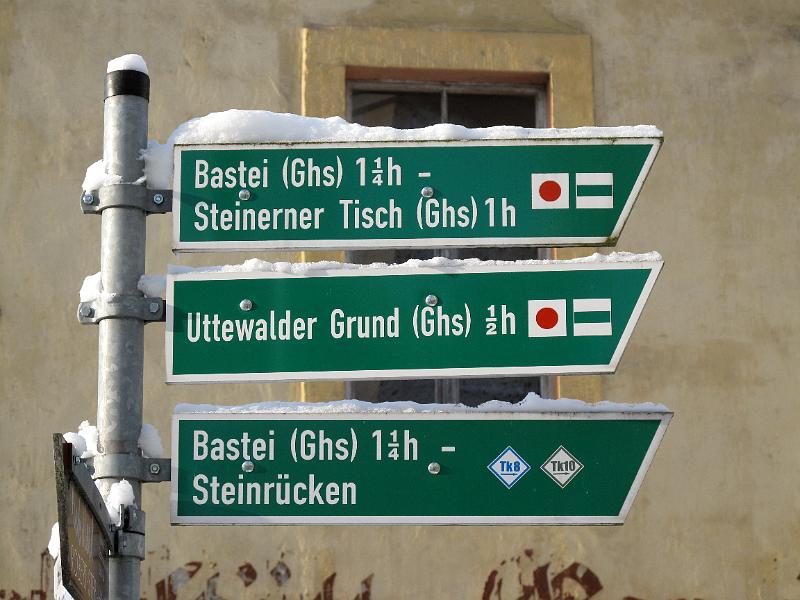 Bastei (Ghs) 1¼h –
Steinerner Tisch (Ghs) 1h
Uttewalder Grund (Ghs) ½h
Bastei (Ghs) 1¼h –
Steinrücken
Tk8 Tk10